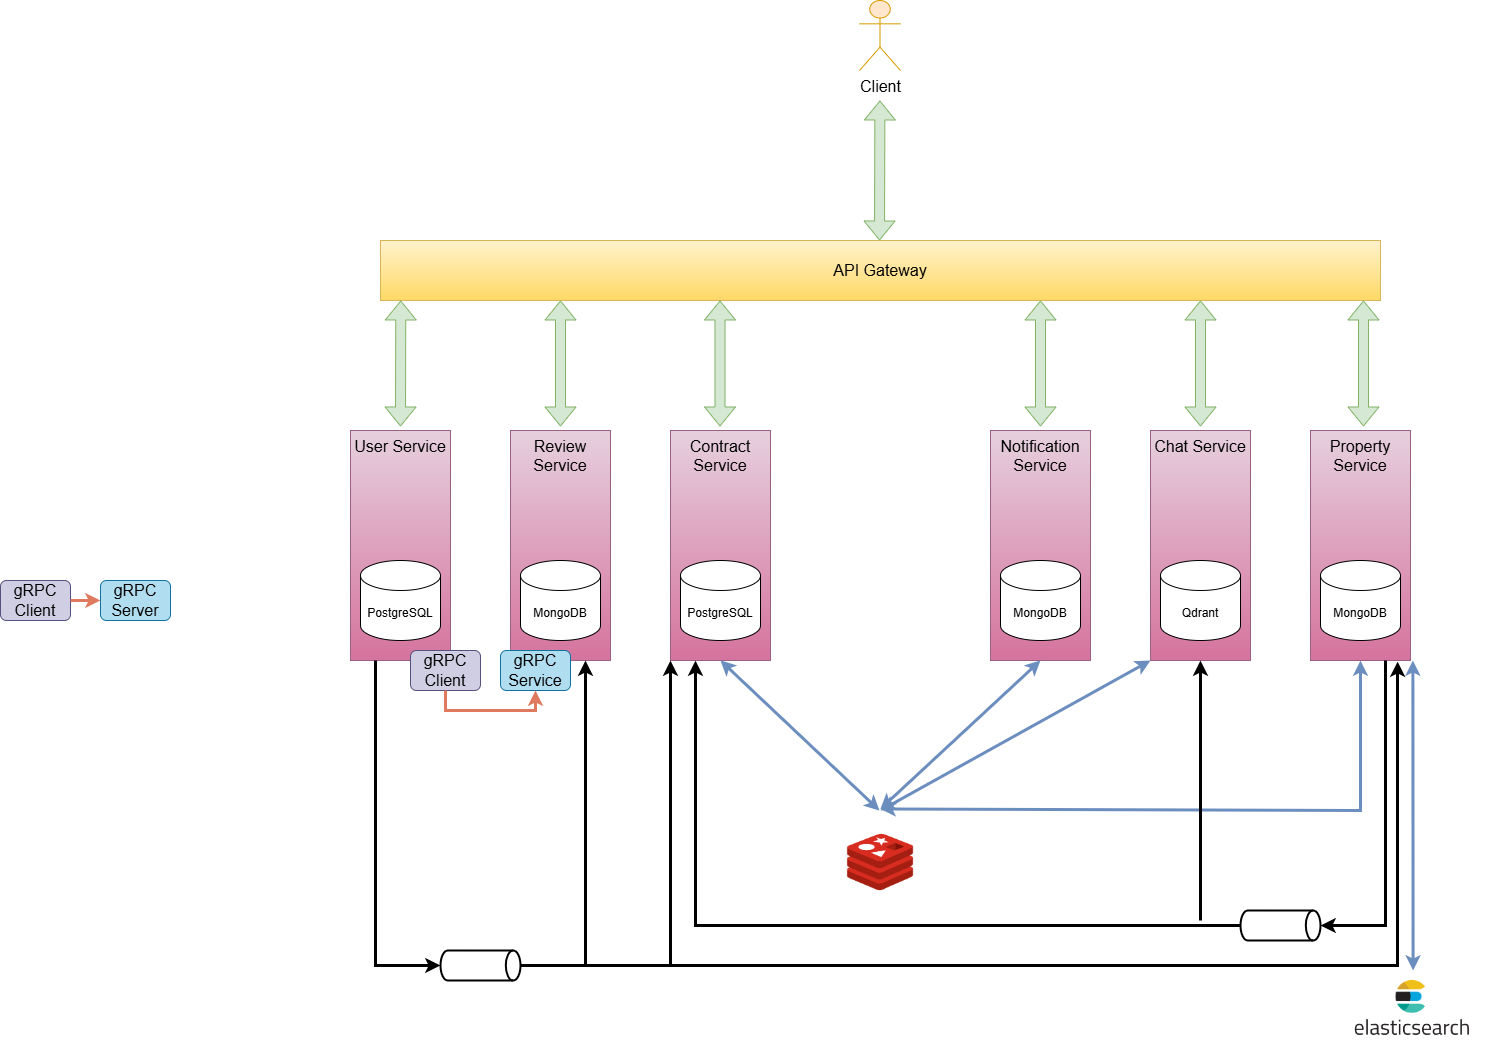 Client
API Gateway
User Service
Review
Service
Contract
Service
Notification
Service
Chat Service
Property
Service
PostgreSQL
MongoDB
PostgreSQL
MongoDB
Qdrant
MongoDB
gRPC
Client
gRPC
Server
gRPC
Client
gRPC
Service
elasticsearch